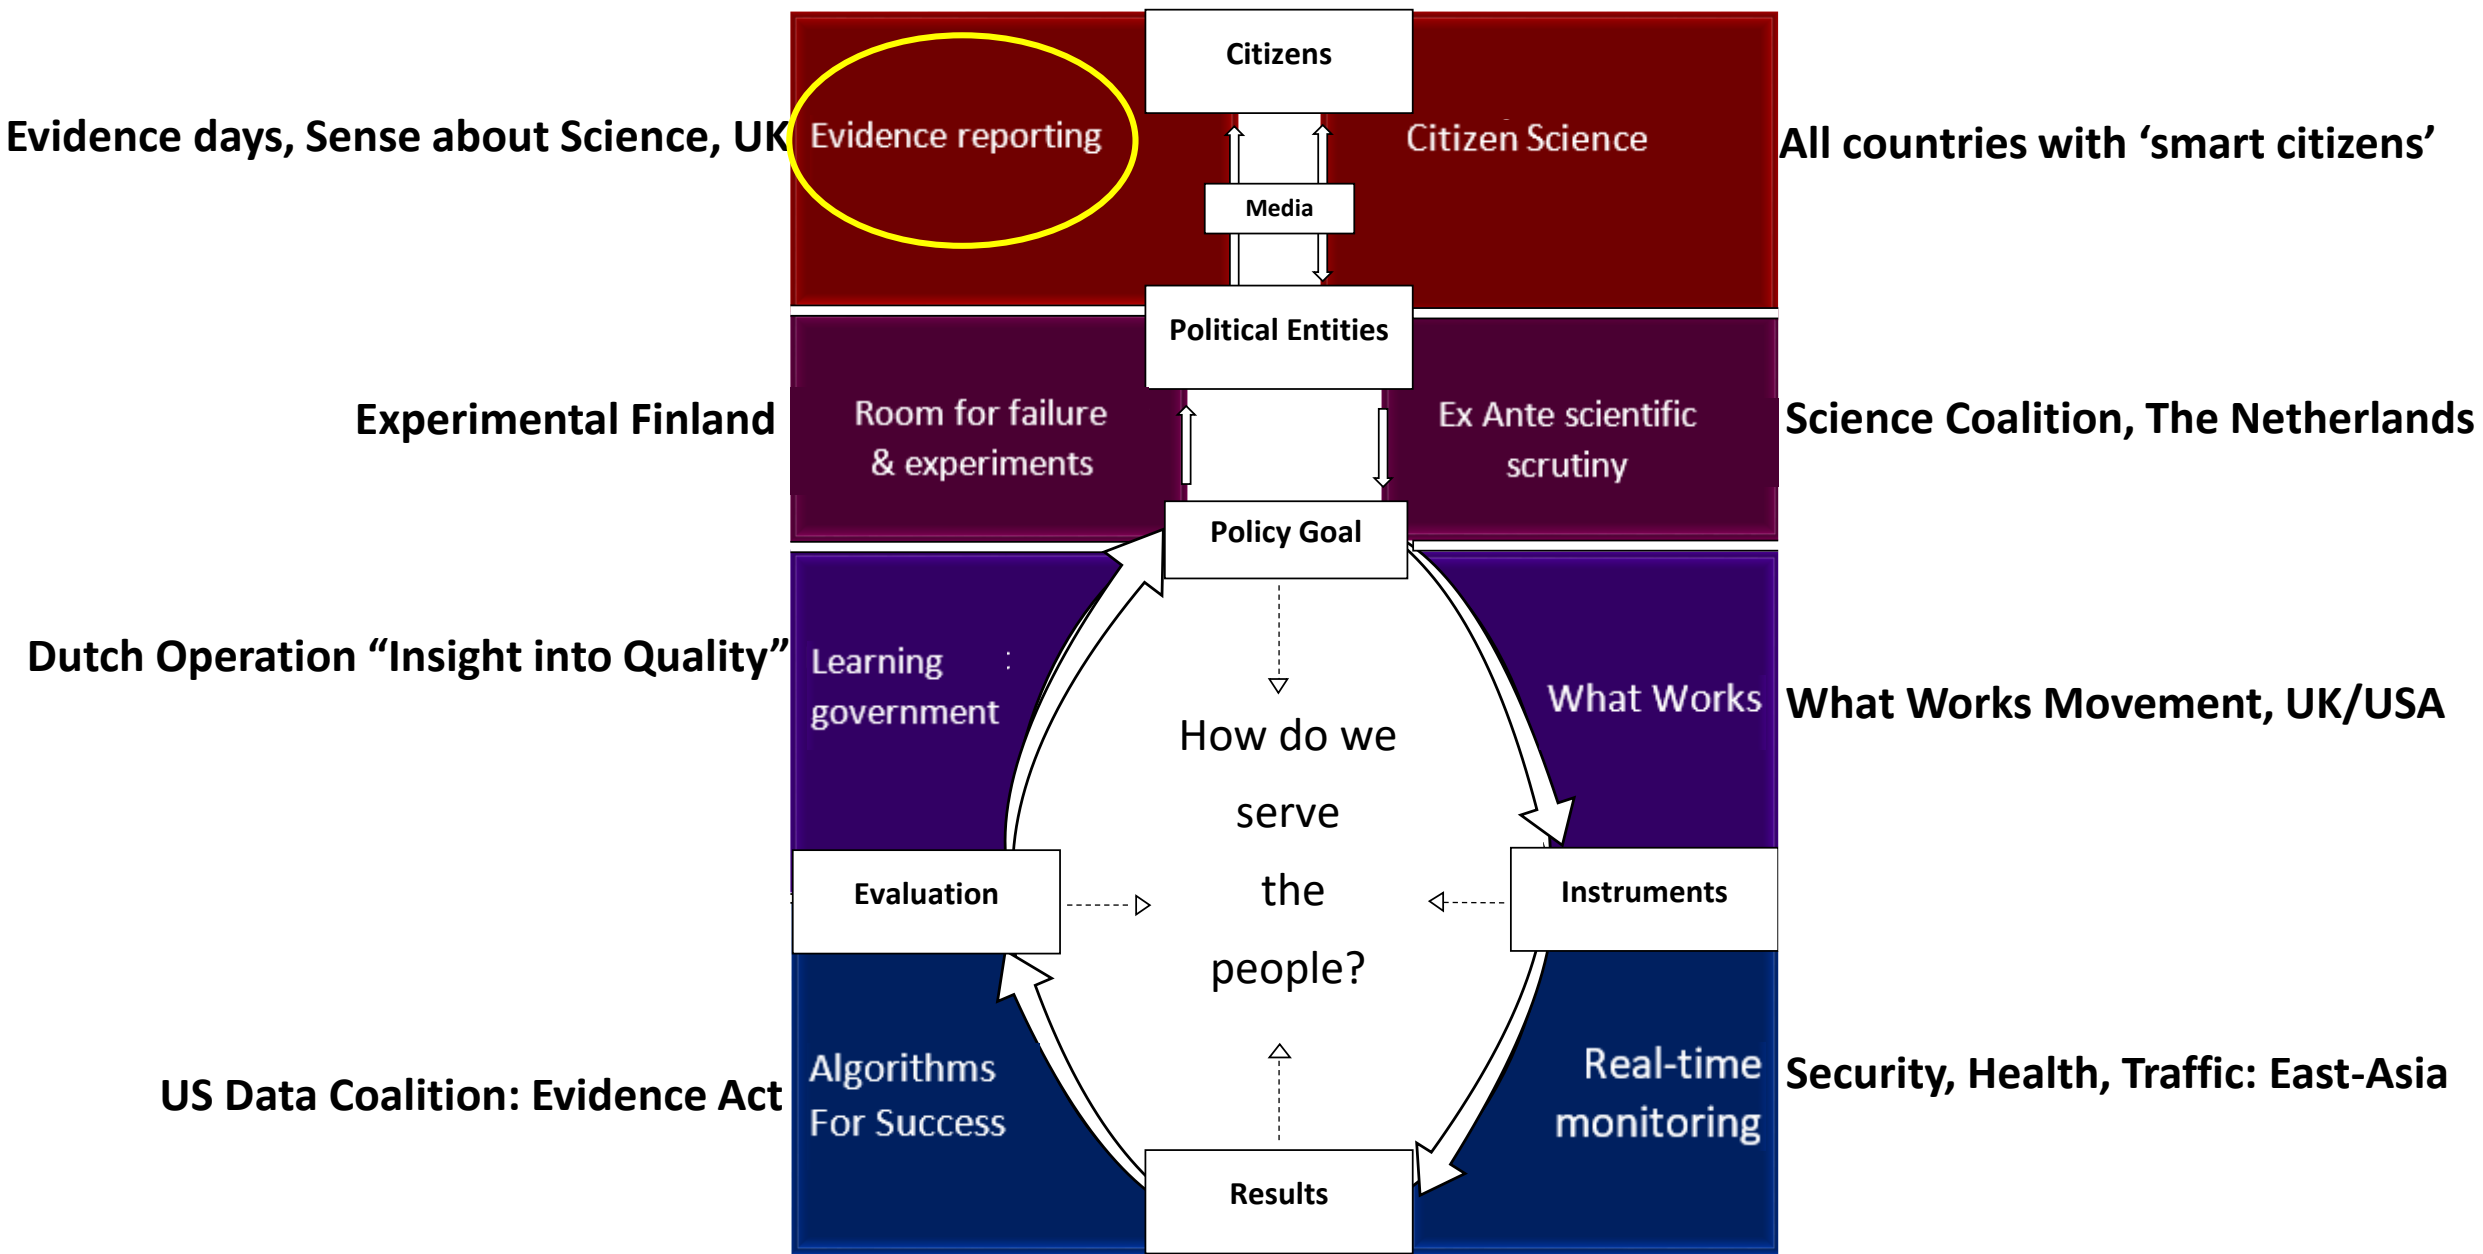 Citizens
Evidence days, Sense about Science, UK
Evidence reporting
Citizen Science
All countries with ‘smart citizens’
Media
Political Entities
Experimental Finland
Room for failure
& experiments
Ex Ante scientific
scrutiny
Science Coalition, The Netherlands
Policy Goal
Dutch Operation “Insight into Quality”
Learning :
government
What Works
What Works Movement, UK/USA
How do we
serve
the
people?
Evaluation
Instruments
US Data Coalition: Evidence Act
Algorithms
For Success
Real-time
monitoring
Security, Health, Traffic: East-Asia
Results